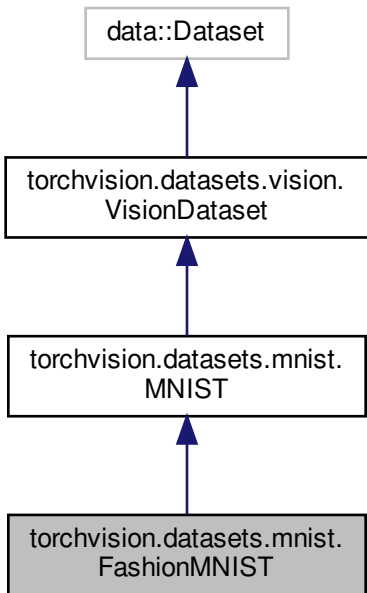 data::Dataset
torchvision.datasets.vision.
VisionDataset
torchvision.datasets.mnist.
MNIST
torchvision.datasets.mnist.
FashionMNIST